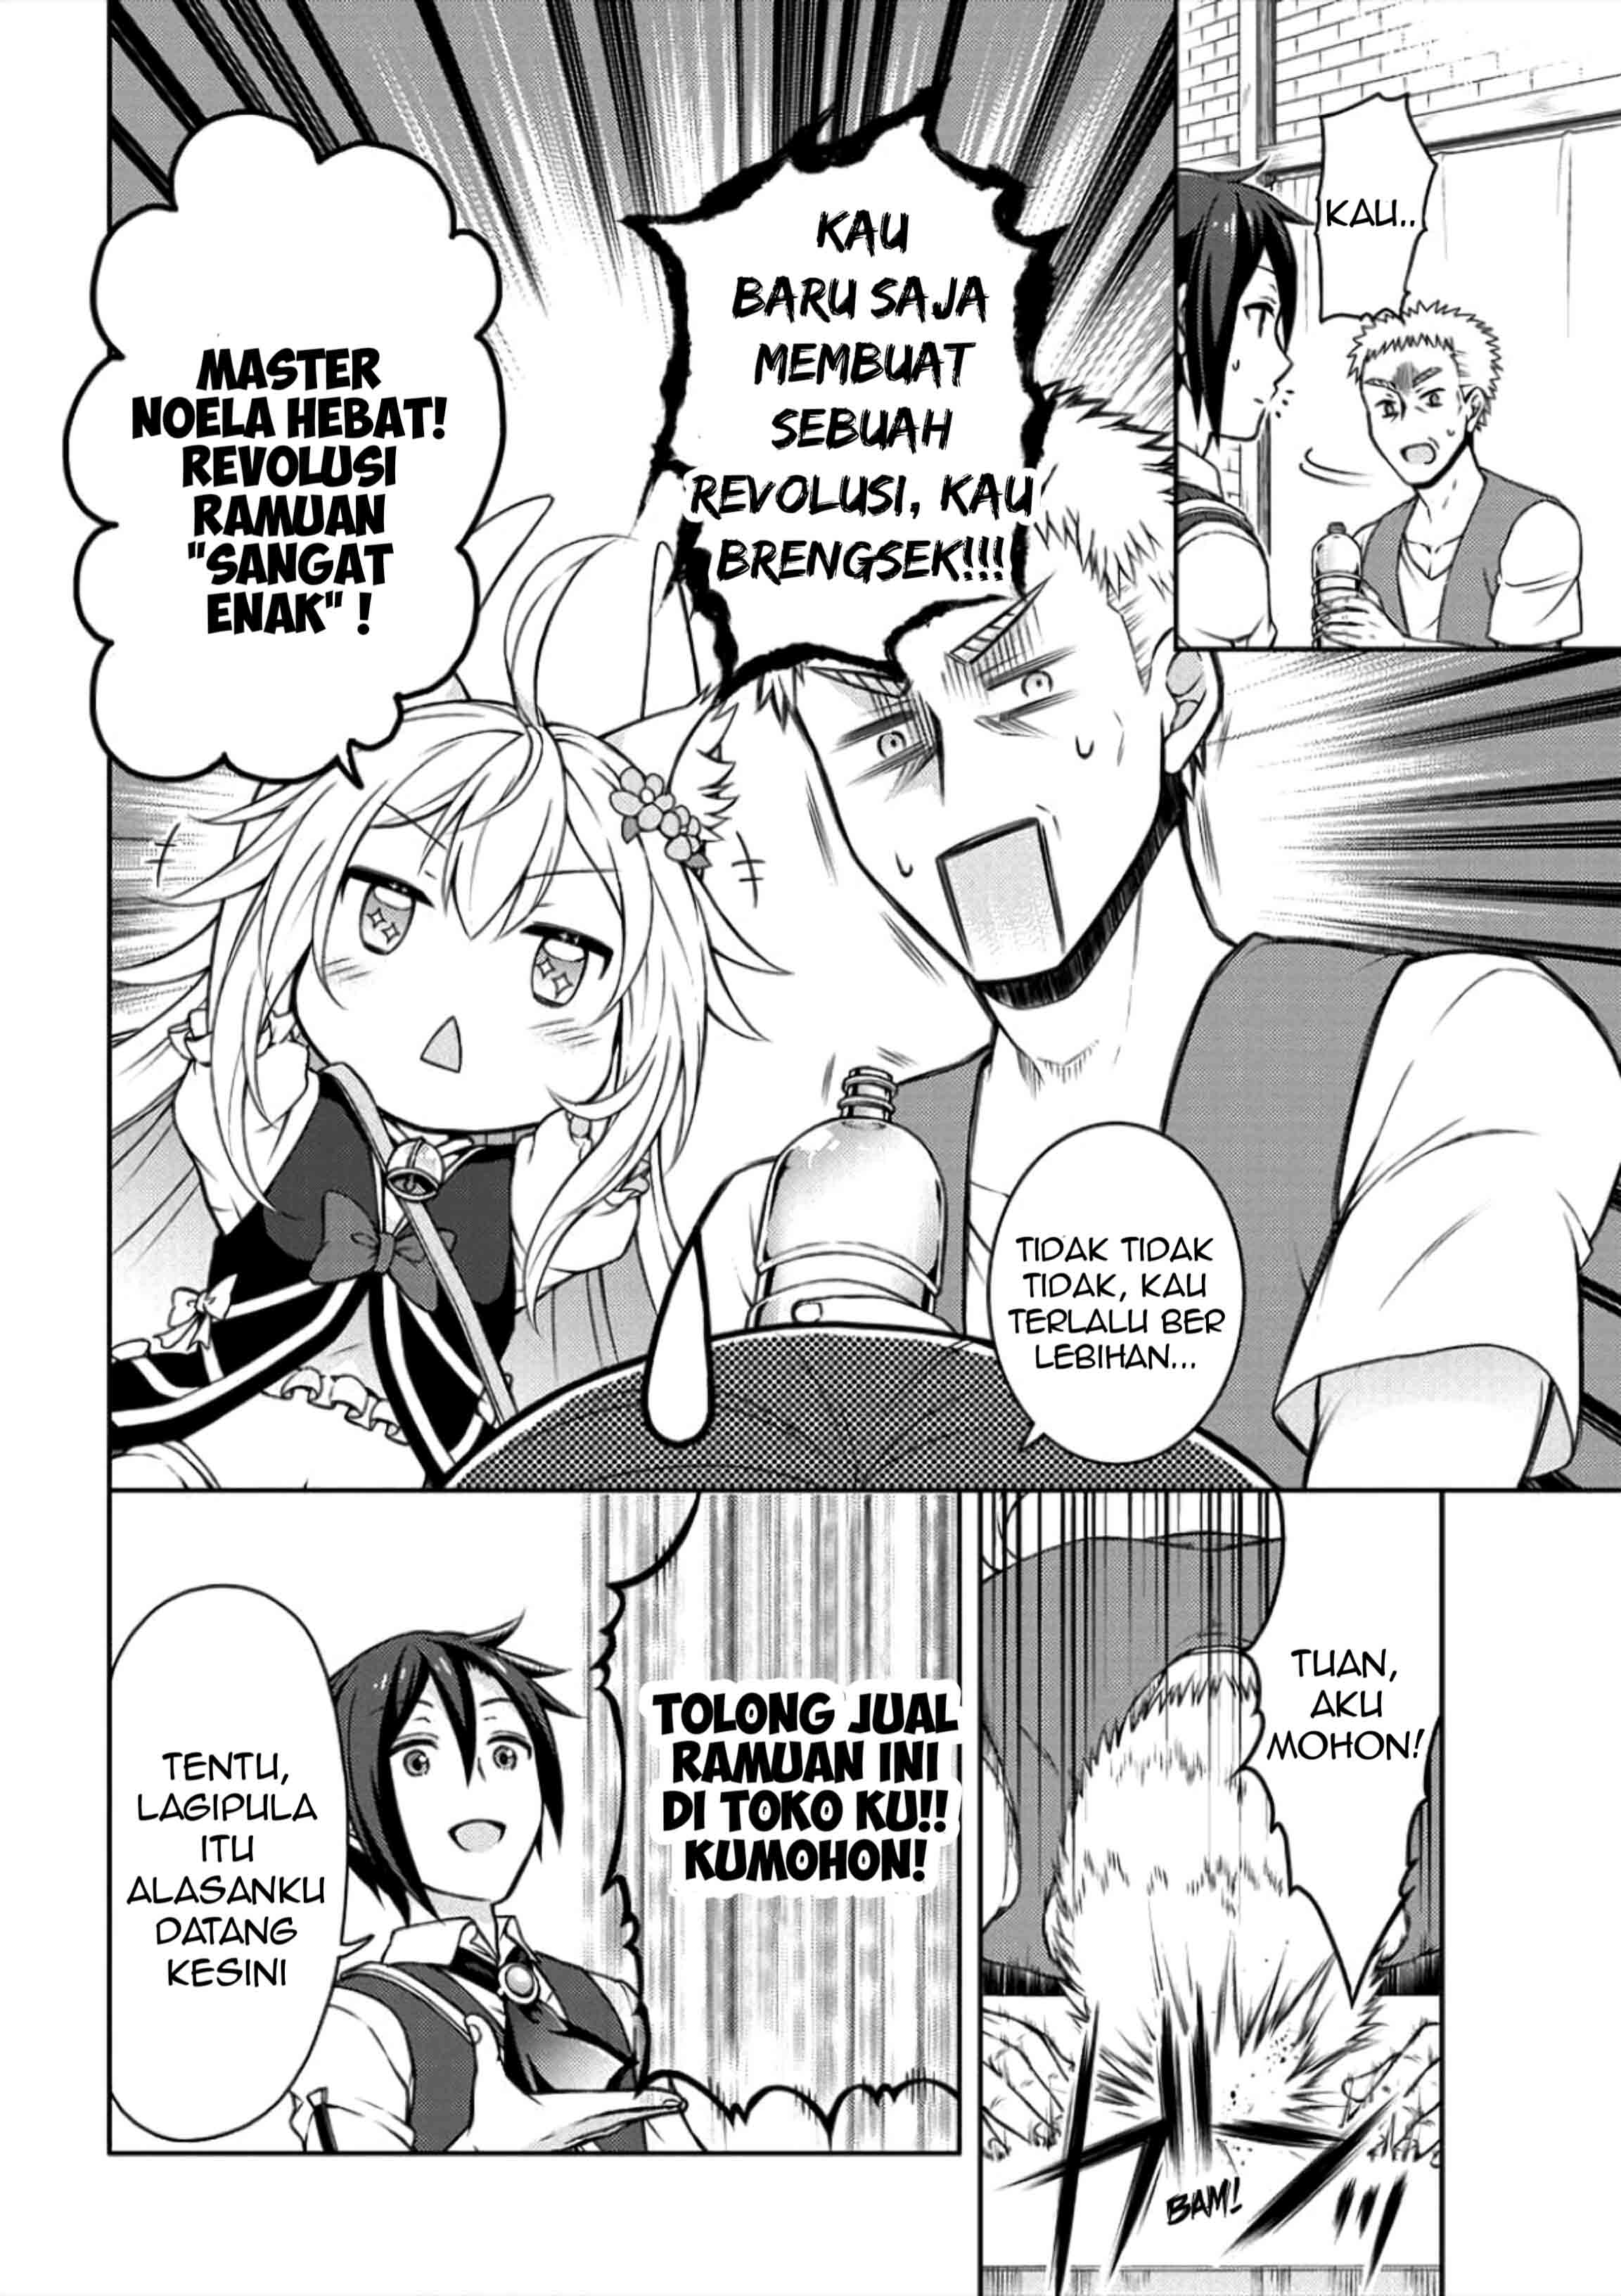 KAU..
KAU
BARU SAJA
MEMBUAT
SEBUAH
REVOLUSI, KAU
BRENGSEK!!!
MASTER
NOELA HEBAT!
REVOLUSI
RAMUAN
"SANGAT
ENAK" !
TIDAK TIDAK
TIDAK, KAU
TERLALU BER
LEBIHAN...
TUAN,
AKU
MOHON!
BAM!
TOLONG JUAL
RAMUAN INI
DI TOKO KU!!
KUMOHON!
TENTU,
LAGIPULA
ITU
ALASANKU
DATANG
KESINI